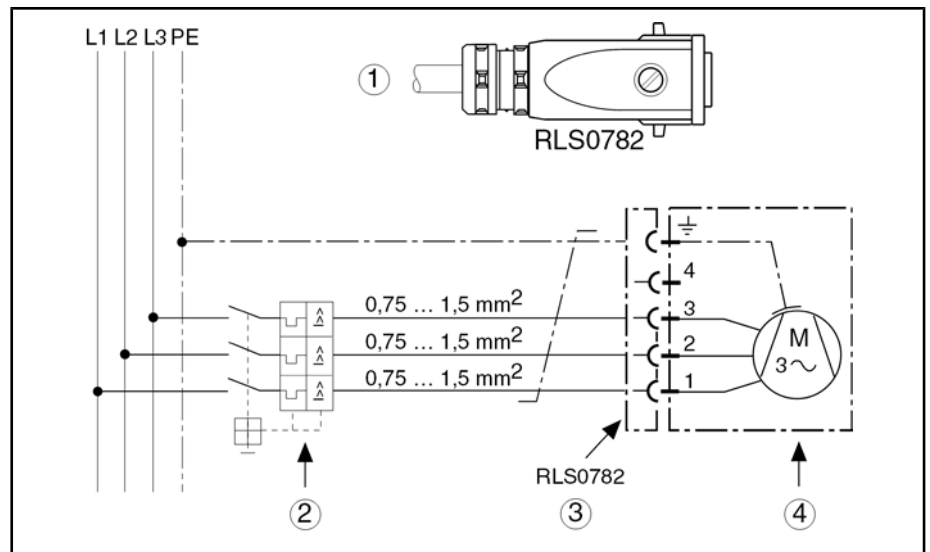 L1 L2 L3 PE
①
RLS0782
4
0,75 ... 1,5 mm²
3
0,75 ... 1,5 mm²
2
0,75 ... 1,5 mm²
1
M
3~
RLS0782
②
③
④